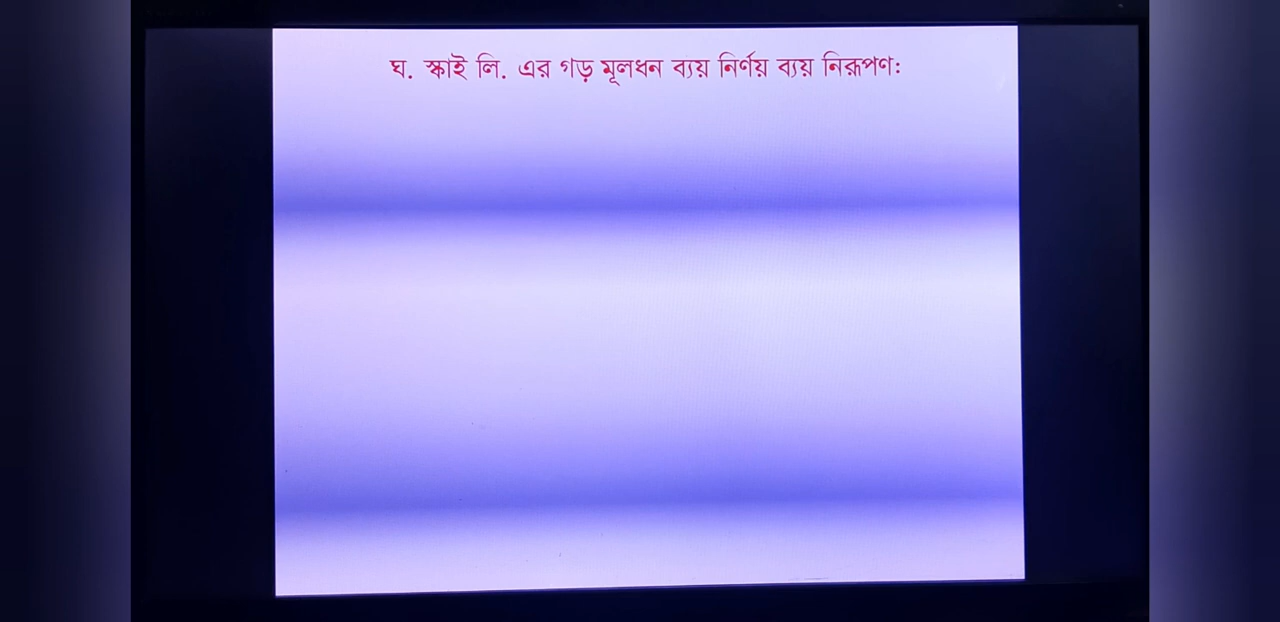 ঘ. স্কাই লি. এর গড় মূলধন ব্যয় নির্ণয় ব্যয় নিরূপণ: